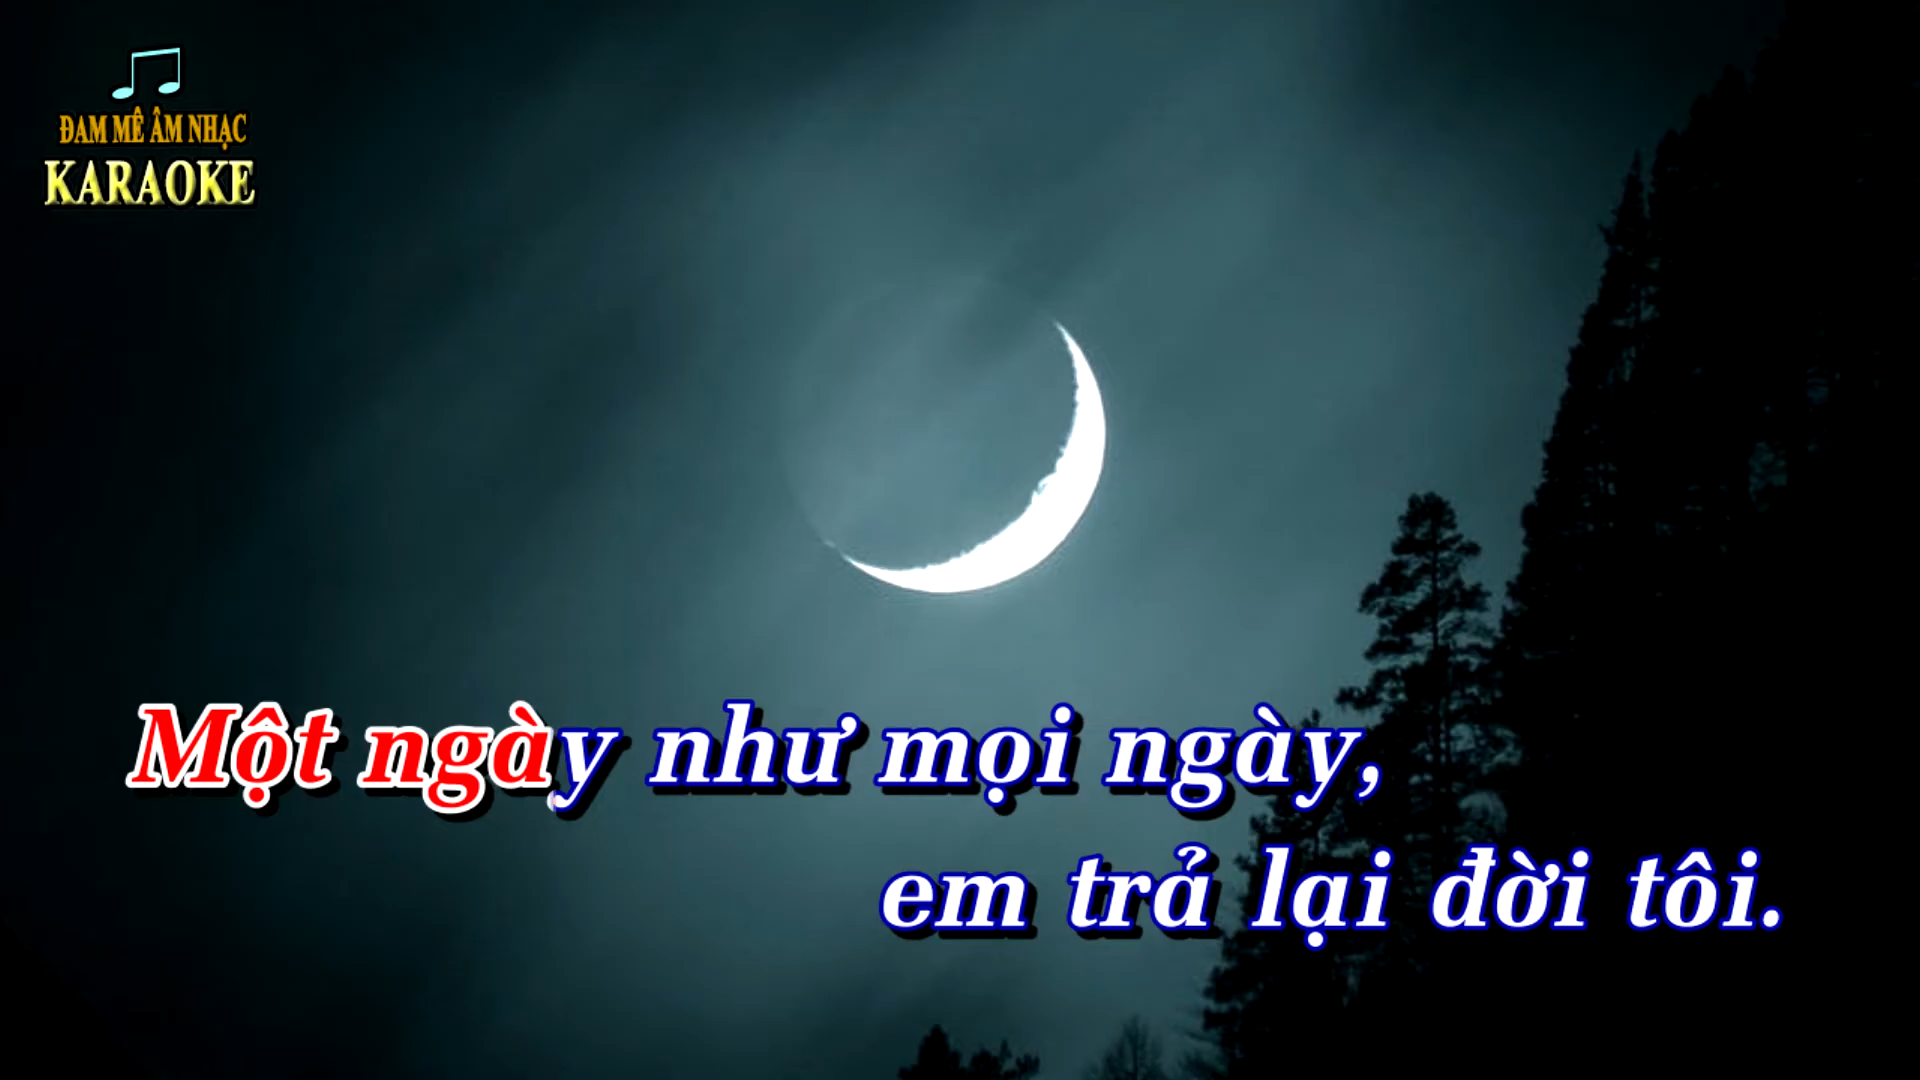 ĐAM MÊ ÂM NHẠC
KARAOKE
Một ngày như mọi ngày,
em trả lại đời tôi.